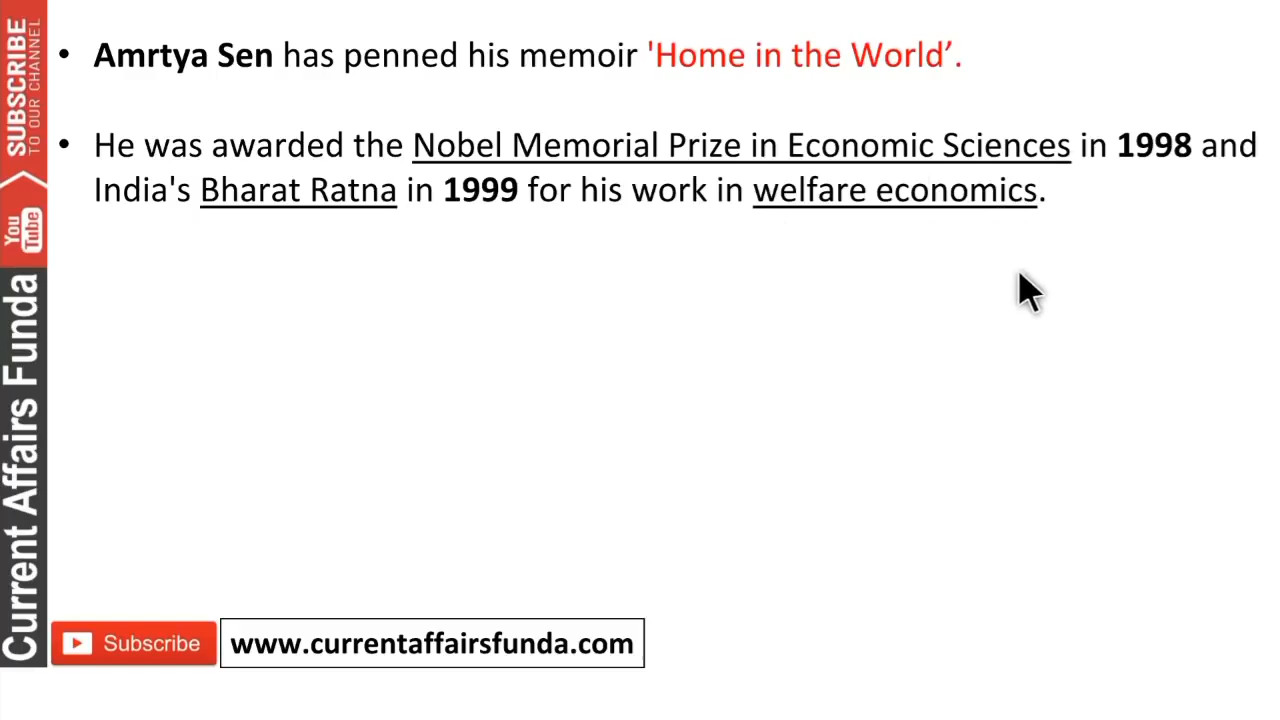 • Amrtya Sen has penned his memoir 'Home in the World’.
• He was awarded the Nobel Memorial Prize in Economic Sciences in 1998 and
India's Bharat Ratna in 1999 for his work in welfare economics.
SUBSCRIBE
TO OUR CHANNEL
You
Tube
Current Affairs Funda
Subscribe
www.currentaffairsfunda.com